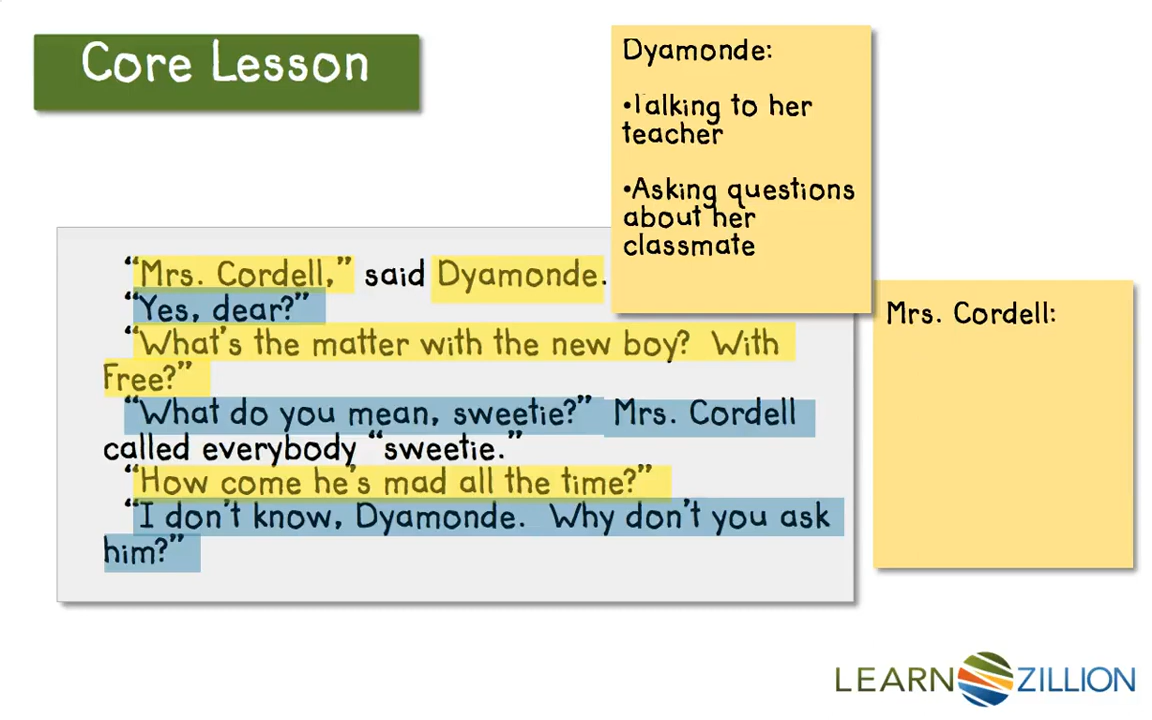 Core Lesson
Dyamonde:
•Talking to her
teacher
•Asking questions
about her
classmate
"Mrs. Cordell," said Dyamonde.
"Yes, dear?"
"What's the matter with the new boy? With
Free?"
"What do you mean, sweetie?" Mrs. Cordell
called everybody "sweetie."
"How come he's mad all the time?"
"I don't know, Dyamonde. Why don't you ask
him?"
Mrs. Cordell:
LEARN ZILLION